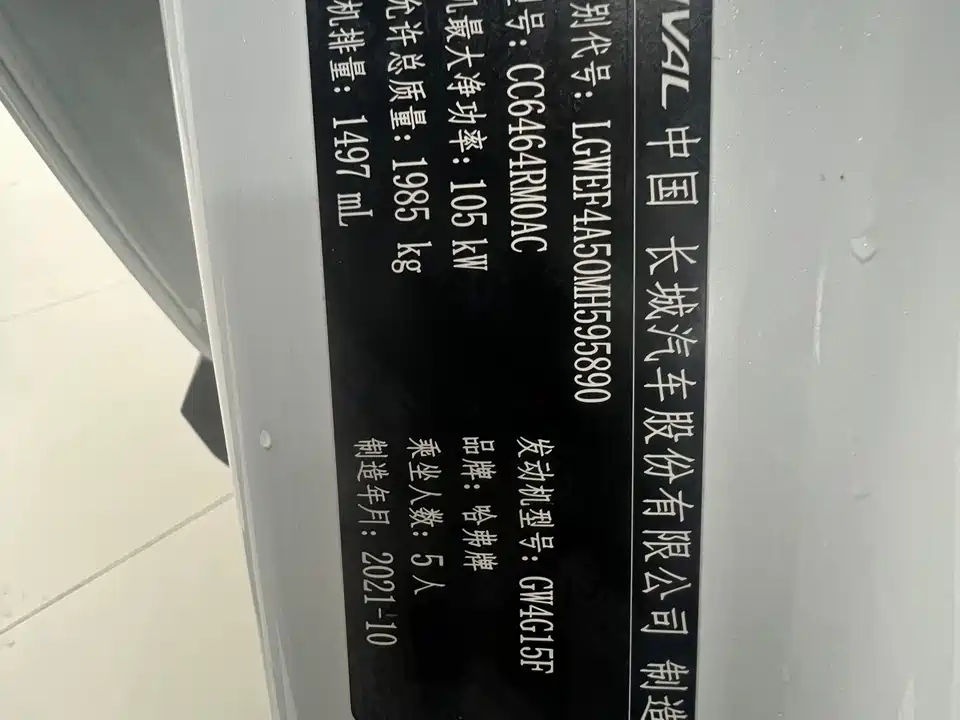 VAL 中国 长城汽车股份有限公司 制造
别代号: LGWEF4A50MH595890
型号: CC6464RM0AC 发动机型号: GW4G15F
机最大净功率: 105 kW 品牌: 哈弗牌
允许总质量: 1985 kg 乘坐人数: 5 人
机排量: 1497 mL 制造年月: 2021-10